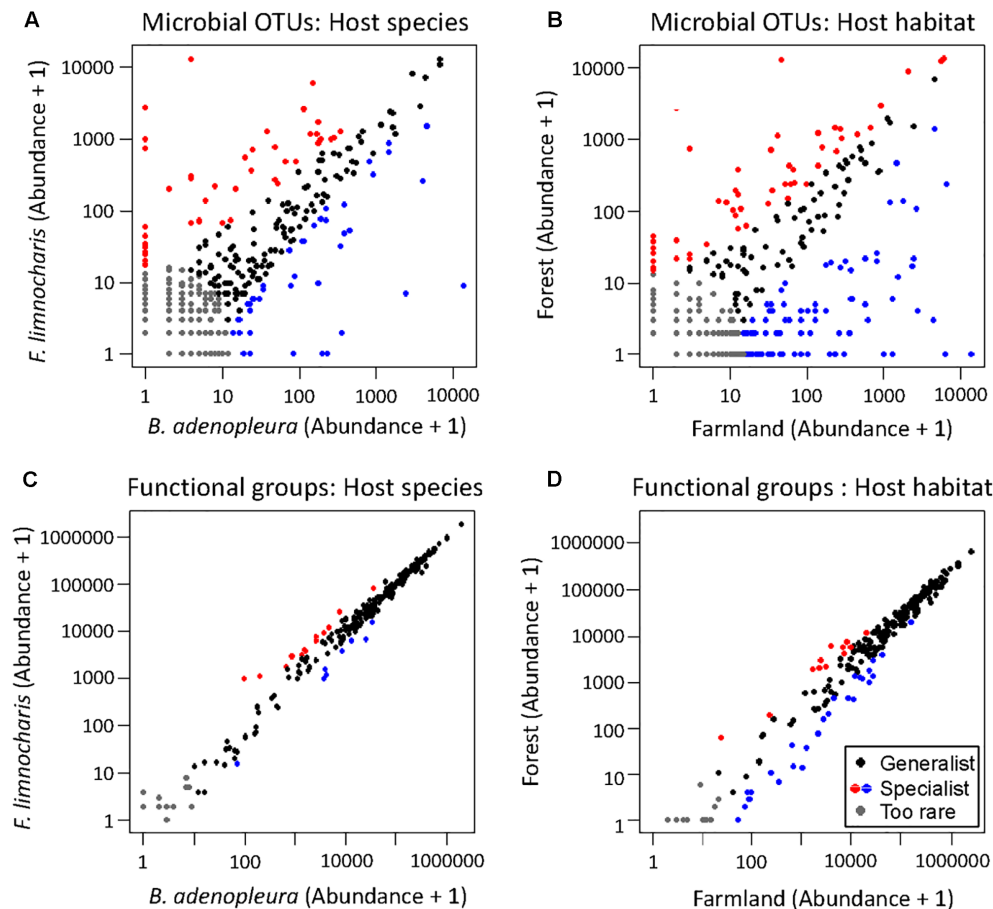 A
Microbial OTUs: Host species
F. limnocharis (Abundance + 1)
10000
1000
100
10
1
1
10
100
1000
10000
B. adenopleura (Abundance + 1)
B
Microbial OTUs: Host habitat
Forest (Abundance + 1)
10000
1000
100
10
1
1
10
100
1000
10000
Farmland (Abundance + 1)
C
Functional groups: Host species
F. limnocharis (Abundance + 1)
1000000
100000
10000
1000
100
10
1
1
100
10000
1000000
B. adenopleura (Abundance + 1)
D
Functional groups : Host habitat
Forest (Abundance + 1)
1000000
100000
10000
1000
100
10
1
Generalist
Specialist
Too rare
1
100
10000
1000000
Farmland (Abundance + 1)